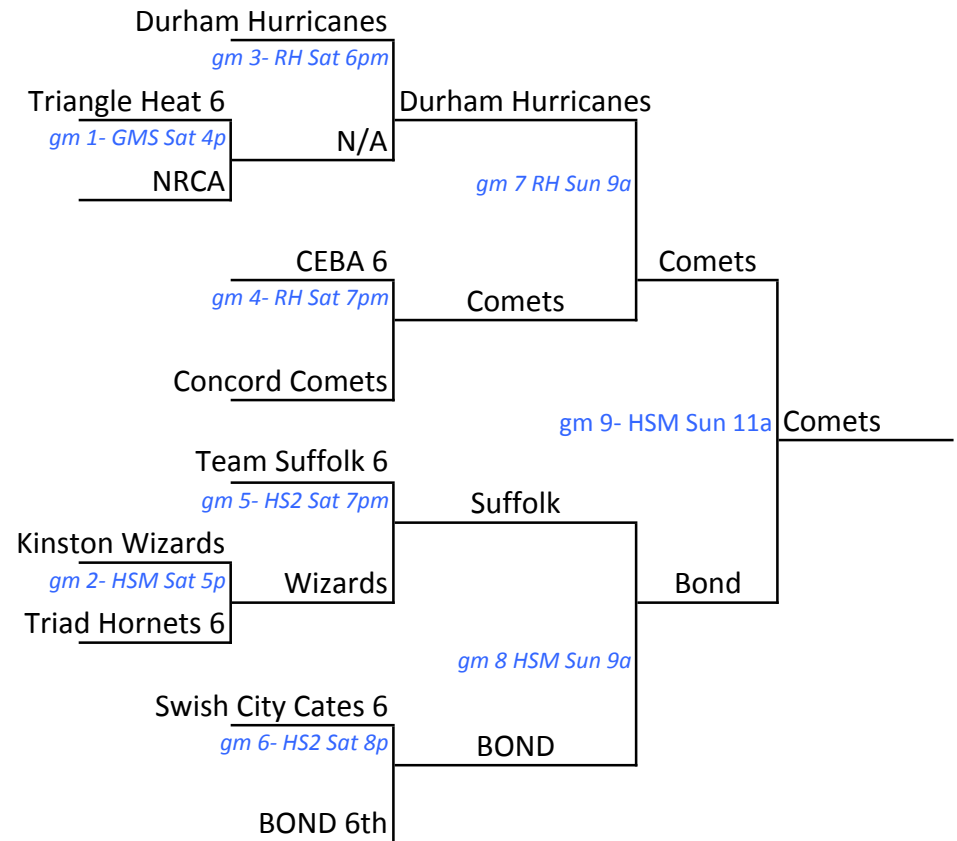 Durham Hurricanes
gm 3- RH Sat 6pm
Triangle Heat 6
Durham Hurricanes
gm 1- GMS Sat 4p
N/A
NRCA
gm 7 RH Sun 9a
CEBA 6
Comets
gm 4- RH Sat 7pm
Comets
Concord Comets
gm 9- HSM Sun 11a
Comets
Team Suffolk 6
gm 5- HS2 Sat 7pm
Suffolk
Kinston Wizards
gm 2- HSM Sat 5p
Wizards
Bond
Triad Hornets 6
gm 8 HSM Sun 9a
Swish City Cates 6
gm 6- HS2 Sat 8p
BOND
BOND 6th